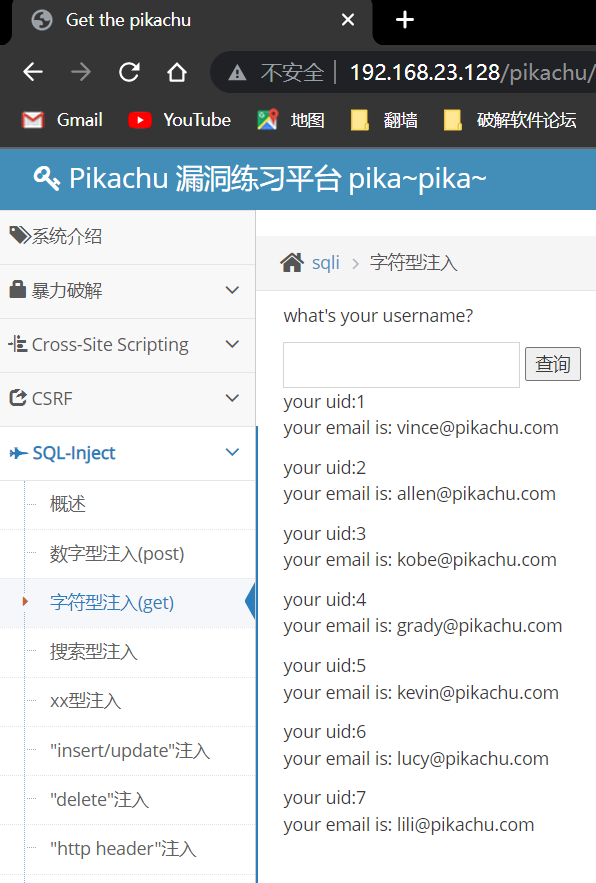 Get the pikachu
不安全 192.168.23.128/pikachu/
Gmail YouTube 地图 翻墙 破解软件论坛
Pikachu 漏洞练习平台 pika~pika~
系统介绍
暴力破解
Cross-Site Scripting
CSRF
SQL-Inject
概述
数字型注入(post)
字符型注入(get)
搜索型注入
xx型注入
"insert/update"注入
"delete"注入
"http header"注入
sqli 字符型注入
what's your username?
查询
your uid:1
your email is: vince@pikachu.com
your uid:2
your email is: allen@pikachu.com
your uid:3
your email is: kobe@pikachu.com
your uid:4
your email is: grady@pikachu.com
your uid:5
your email is: kevin@pikachu.com
your uid:6
your email is: lucy@pikachu.com
your uid:7
your email is: lili@pikachu.com